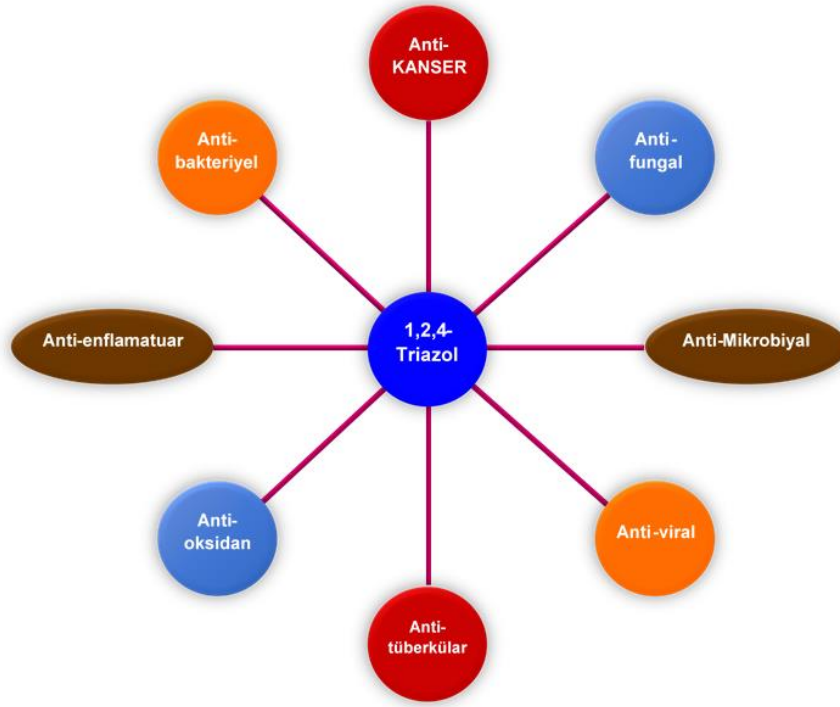 Anti-
KANSER
Anti-
bakteriyel
Anti-
fungal
Anti-enflamatuar
1,2,4-
Triazol
Anti-Mikrobiyal
Anti-
oksidan
Anti-viral
Anti-
tüberkülar